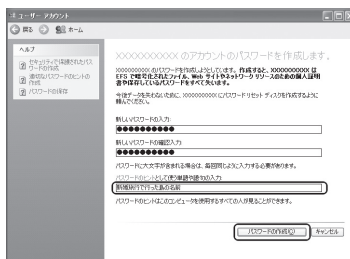 ユーザー アカウント
戻る
ホーム
ヘルプ
セキュリティで保護されたパスワードの作成
適切なパスワードのヒントの作成
パスワードの保存
XXXXXXXXXX のアカウントのパスワードを作成します。
XXXXXXXXXX のパスワードを作成しようとしています。作成すると、XXXXXXXXXX は
EFS で暗号化されたファイル、Web サイトやネットワーク リソースのための個人証明
書や保存しているパスワードをすべて失います。
今後データを失わないために、XXXXXXXXXX にパスワード リセット ディスクを作成するように
頼んでください。
新しいパスワードの入力:
●●●●●●●●●●
新しいパスワードの確認入力:
●●●●●●●●●●
パスワードに大文字が含まれる場合は、毎回同じように入力する必要があります。
パスワードのヒントとして使う単語や語句の入力:
新婚旅行で行った島の名前
パスワードのヒントはこのコンピュータを使用するすべての人が見ることができます。
パスワードの作成(C)
キャンセル